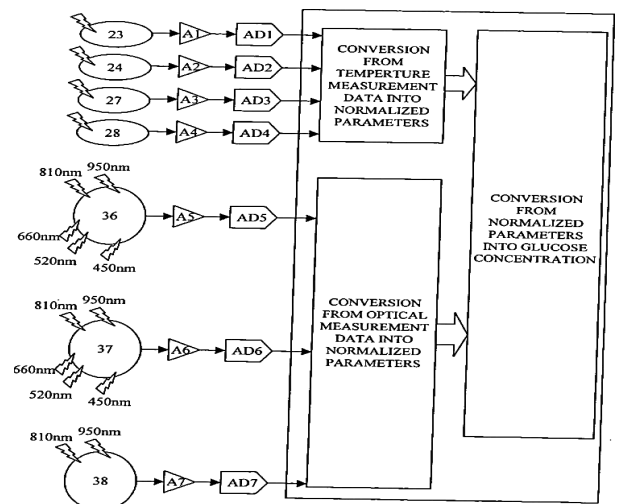 23 A1 AD1
24 A2 AD2
27 A3 AD3
28 A4 AD4
CONVERSION
FROM
TEMPERTURE
MEASUREMENT
DATA INTO
NORMALIZED
PARAMETERS
810nm 950nm
36 A5 AD5
660nm
520nm 450nm
CONVERSION
FROM
NORMALIZED
PARAMETERS
INTO GLUCOSE
CONCENTRATION
CONVERSION
FROM OPTICAL
MEASUREMENT
DATA INTO
NORMALIZED
PARAMETERS
810nm 950nm
37 A6 AD6
660nm
520nm 450nm
810nm 950nm
38 A7 AD7